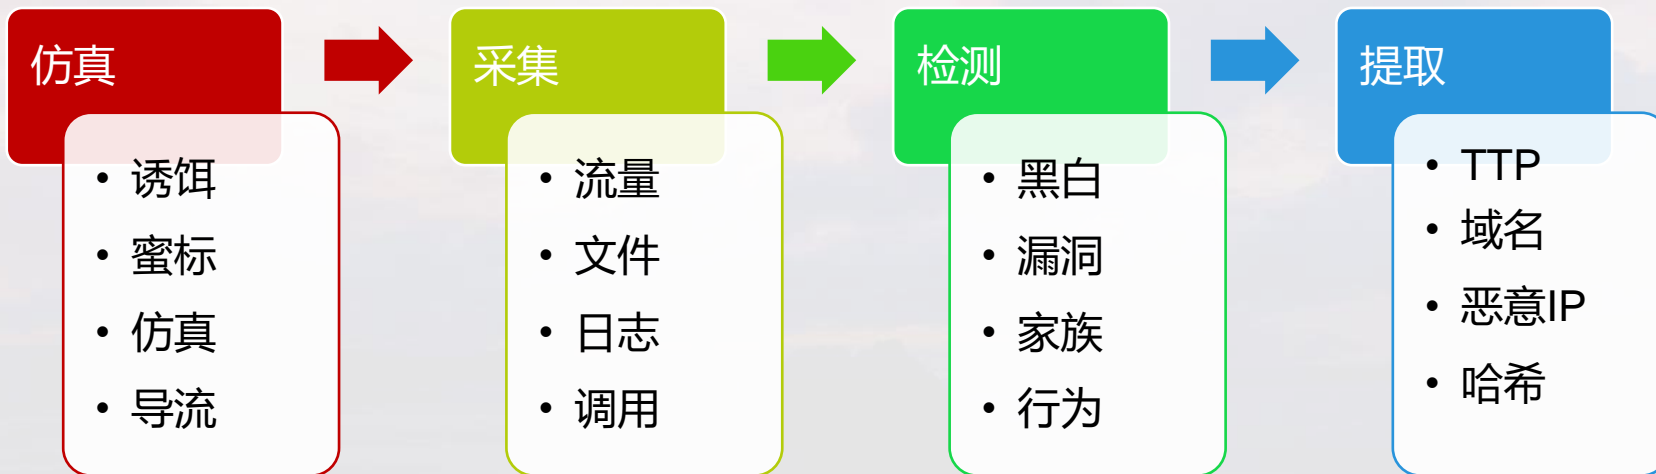 仿真
• 诱饵
• 蜜标
• 仿真
• 导流
采集
• 流量
• 文件
• 日志
• 调用
检测
• 黑白
• 漏洞
• 家族
• 行为
提取
• TTP
• 域名
• 恶意IP
• 哈希